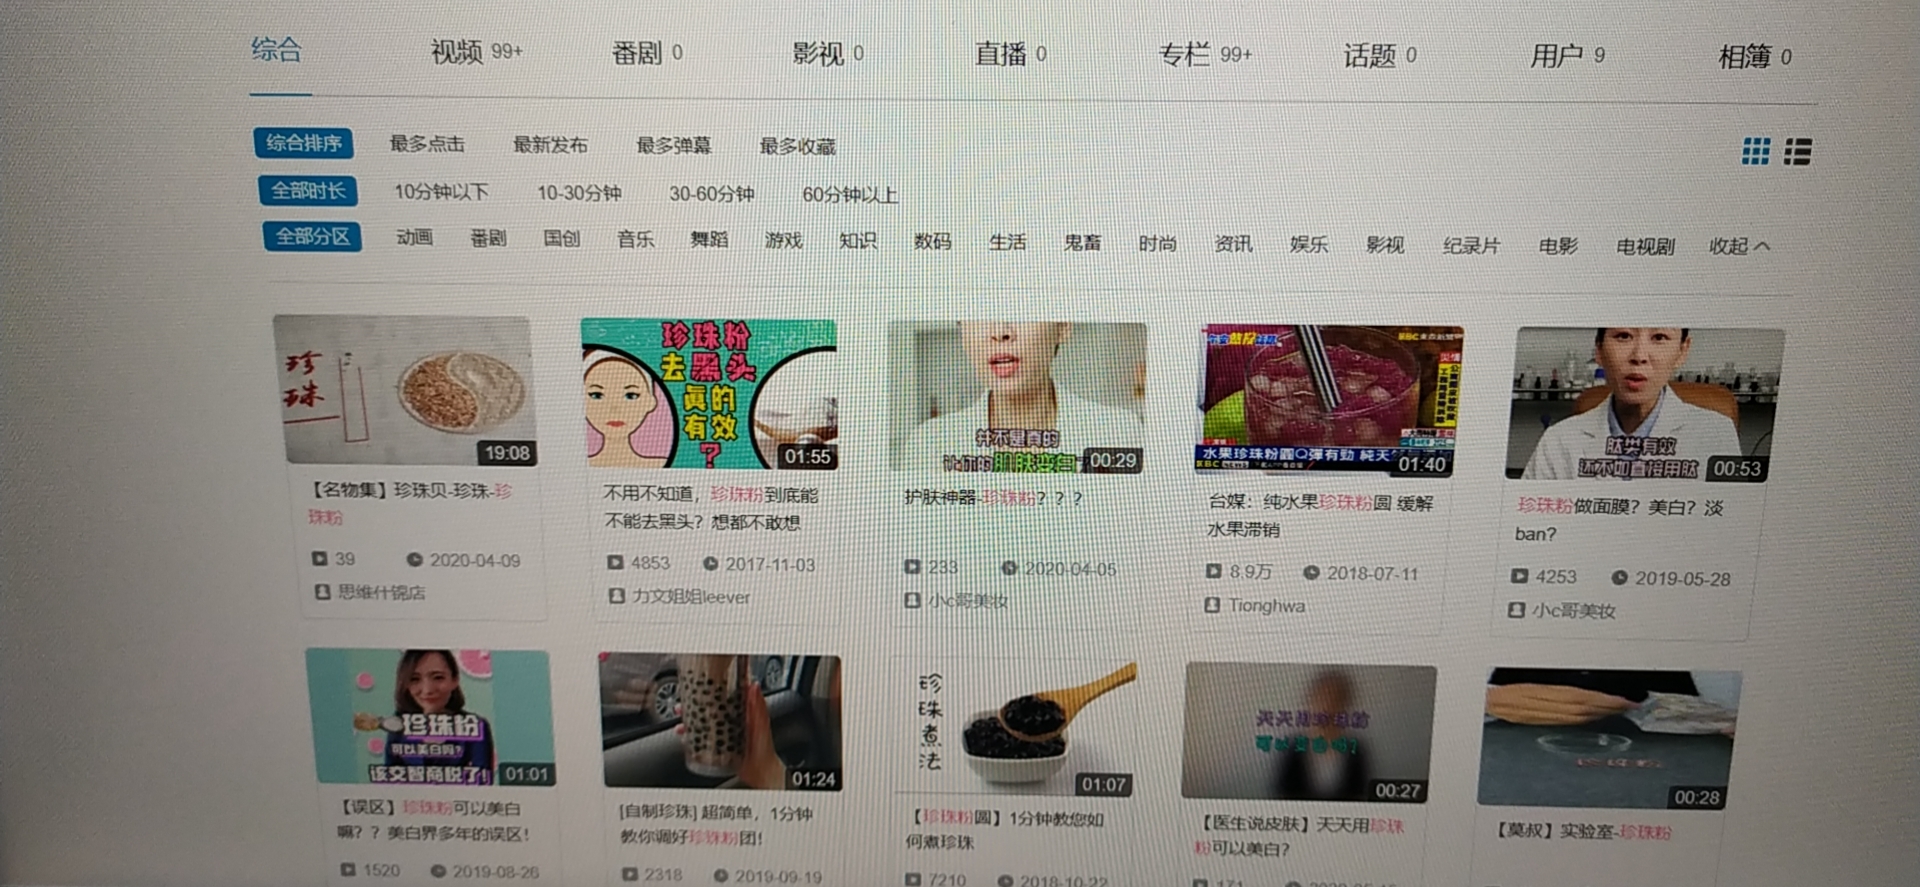 综合 视频 99+ 番剧 0 影视 0 直播 0 专栏 99+ 话题 0 用户 9 相簿 0
综合排序 最多点击 最新发布 最多弹幕 最多收藏
全部时长 10分钟以下 10-30分钟 30-60分钟 60分钟以上
全部分区 动画 番剧 国创 音乐 舞蹈 游戏 知识 数码 生活 鬼畜 时尚 资讯 娱乐 影视 纪录片 电影 电视剧 收起
珍珠
19:08
【名物集】珍珠贝-珍珠-珍
珠粉
39 2020-04-09
思维什锦店
珍珠粉
去黑头
真的
有效
?
01:55
不用不知道，珍珠粉到底能
不能去黑头？想都不敢想
4853 2017-11-03
力文姐姐leever
并不是真的
肌肤变白
00:29
护肤神器-珍珠粉？？？
233 2020-04-05
小c哥美妆
水果珍珠粉圓Q彈有勁 純天
01:40
台媒：纯水果珍珠粉圆 缓解
水果滞销
8.9万 2018-07-11
Tionghwa
肽类有效
还不如直接用肽
00:53
珍珠粉做面膜？美白？淡
ban?
4253 2019-05-28
小c哥美妆
珍珠粉
可以美白吗?
该交智商税了!
01:01
【误区】珍珠粉可以美白
嘛？？美白界多年的误区！
1520 2019-08-26
01:24
[自制珍珠] 超简单，1分钟
教你调好珍珠粉团！
2318 2019-09-19
珍珠煮法
01:07
【珍珠粉圆】1分钟教您如
何煮珍珠
7210 2018-10-22
天天用珍珠粉
可以变白吗?
00:27
【医生说皮肤】天天用珍珠
粉可以美白？
171
00:28
【莫叔】实验室-珍珠粉